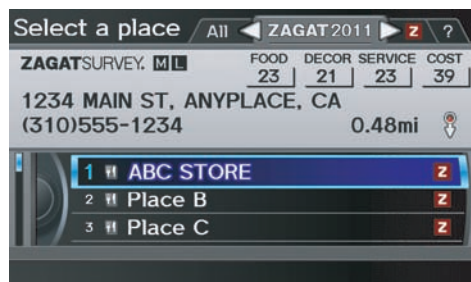 Select a place All ZAGAT2011 Z ?
ZAGATSURVEY. M L FOOD DECOR SERVICE COST
23 21 23 39
1234 MAIN ST, ANYPLACE, CA
(310)555-1234 0.48mi
1 ABC STORE Z
2 Place B Z
3 Place C Z